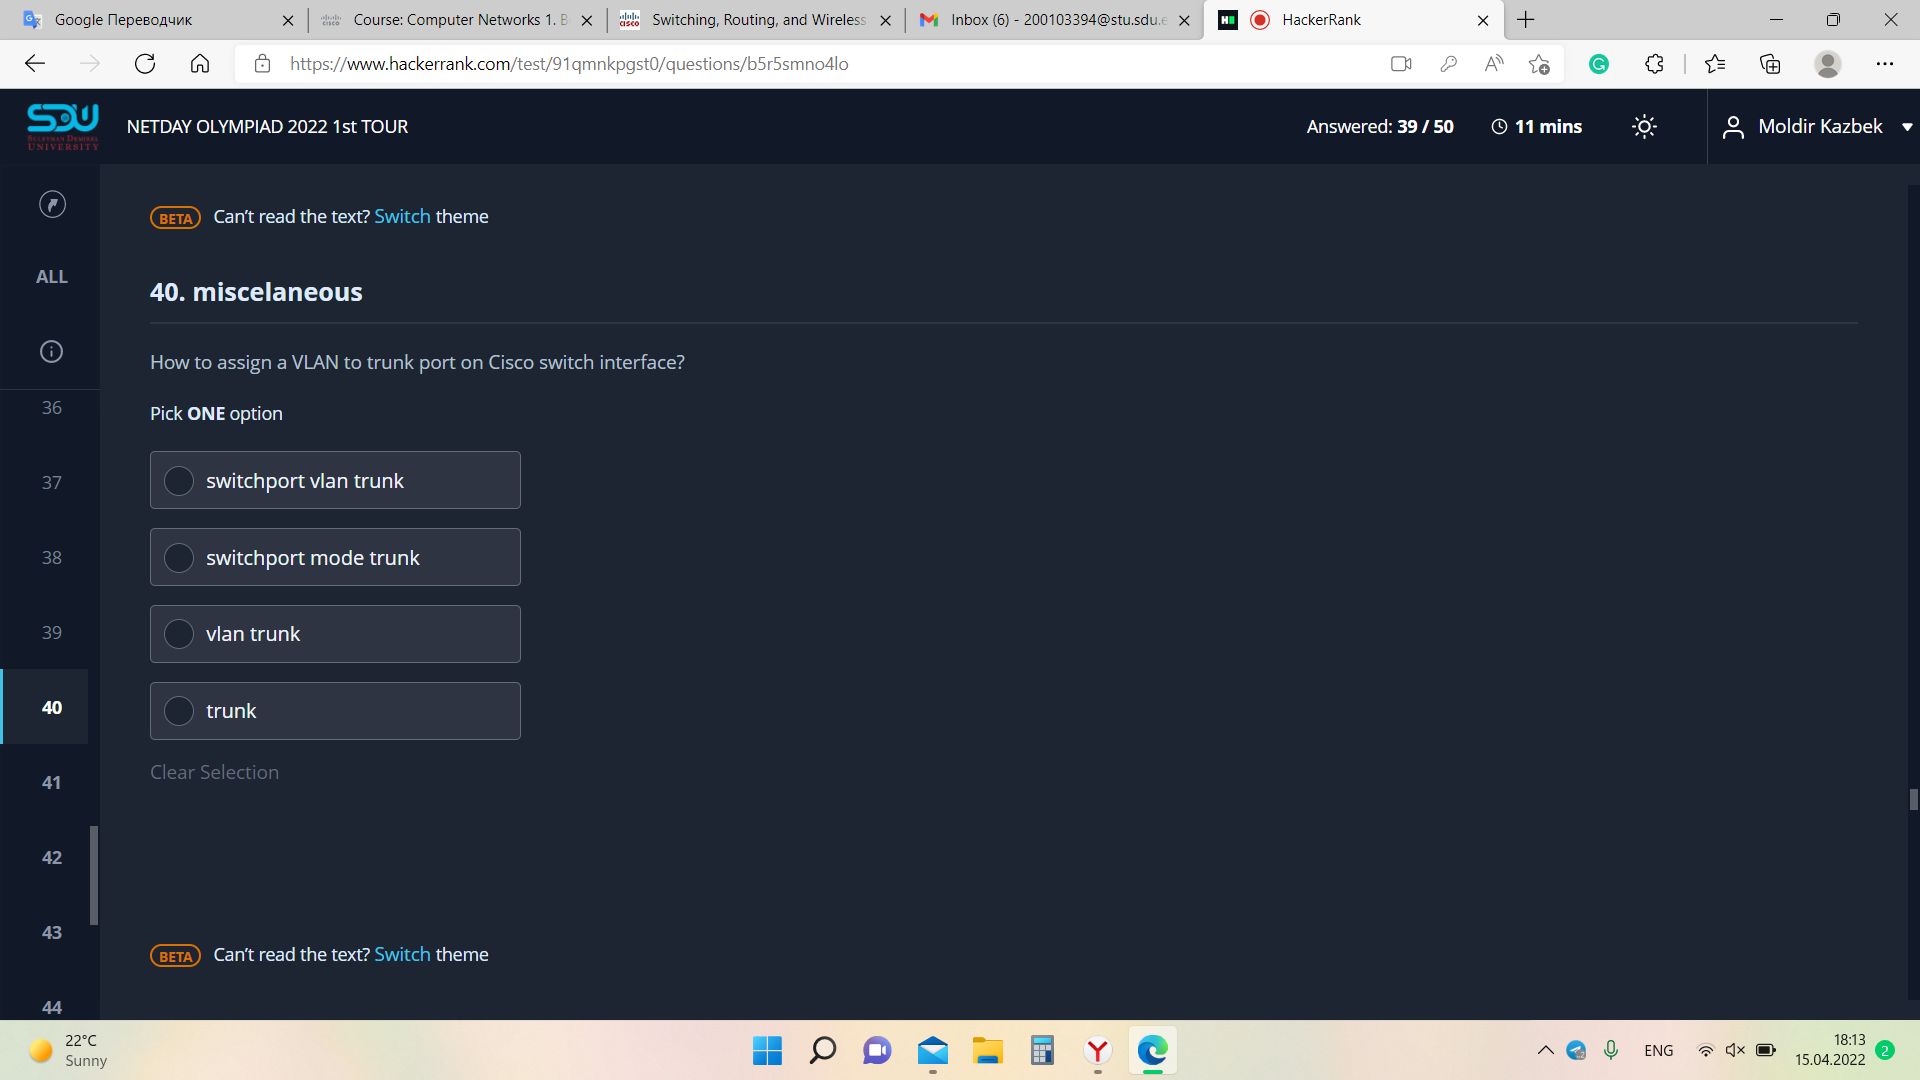 Google Переводчик
Course: Computer Networks 1. B
Switching, Routing, and Wireless
Inbox (6) - 200103394@stu.sdu.e
HackerRank
https://www.hackerrank.com/test/91qmnkpgst0/questions/b5r5smno4lo
SDU
SULEYMAN DEMIREL
UNIVERSITY
NETDAY OLYMPIAD 2022 1st TOUR
Answered: 39 / 50
11 mins
Moldir Kazbek
ALL
36
37
38
39
40
41
42
43
44
BETA Can't read the text? Switch theme
40. miscelaneous
How to assign a VLAN to trunk port on Cisco switch interface?
Pick ONE option
switchport vlan trunk
switchport mode trunk
vlan trunk
trunk
Clear Selection
BETA Can't read the text? Switch theme
22°C
Sunny
ENG
18:13
15.04.2022
2